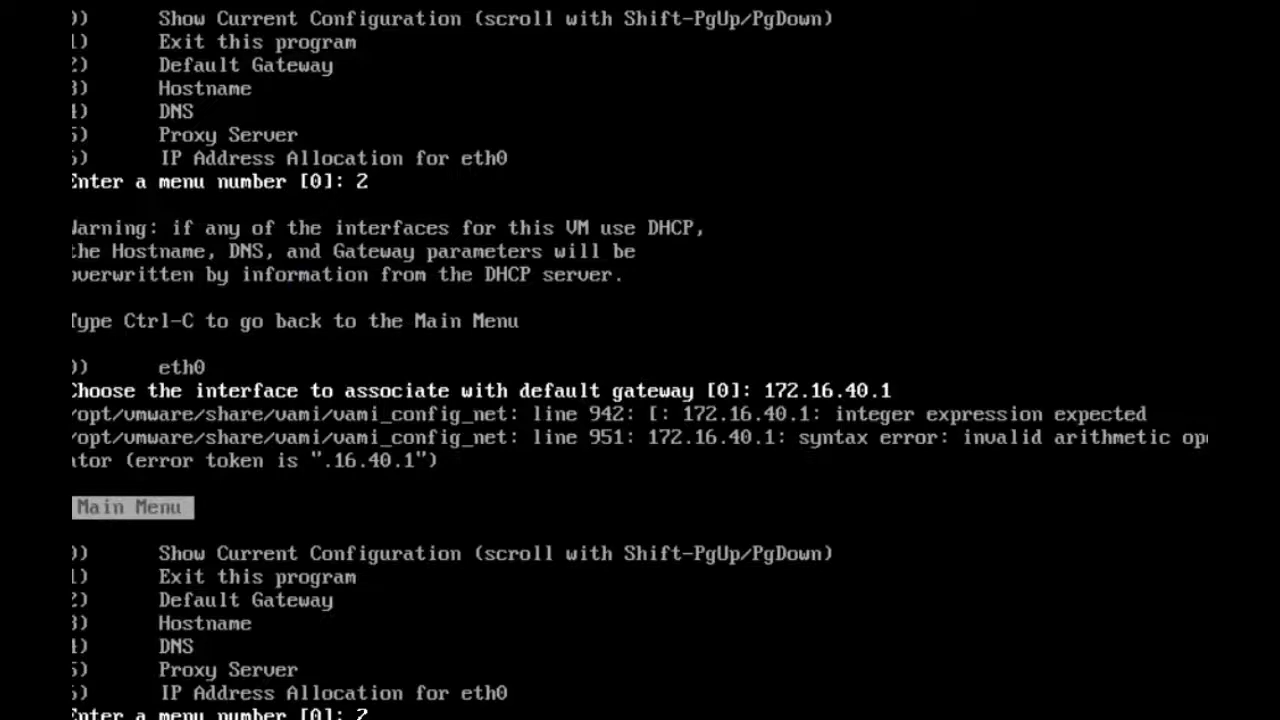 0) Show Current Configuration (scroll with Shift-PgUp/PgDown)
1) Exit this program
2) Default Gateway
3) Hostname
4) DNS
5) Proxy Server
6) IP Address Allocation for eth0
Enter a menu number [0]: 2
Warning: if any of the interfaces for this VM use DHCP,
the Hostname, DNS, and Gateway parameters will be
overwritten by information from the DHCP server.
Type Ctrl-C to go back to the Main Menu
0) eth0
Choose the interface to associate with default gateway [0]: 172.16.40.1
/opt/vmware/share/vami/vami_config_net: line 942: [: 172.16.40.1: integer expression expected
/opt/vmware/share/vami/vami_config_net: line 951: 172.16.40.1: syntax error: invalid arithmetic op
ator (error token is ".16.40.1")
Main Menu
0) Show Current Configuration (scroll with Shift-PgUp/PgDown)
1) Exit this program
2) Default Gateway
3) Hostname
4) DNS
5) Proxy Server
6) IP Address Allocation for eth0
Enter a menu number [0]: 2